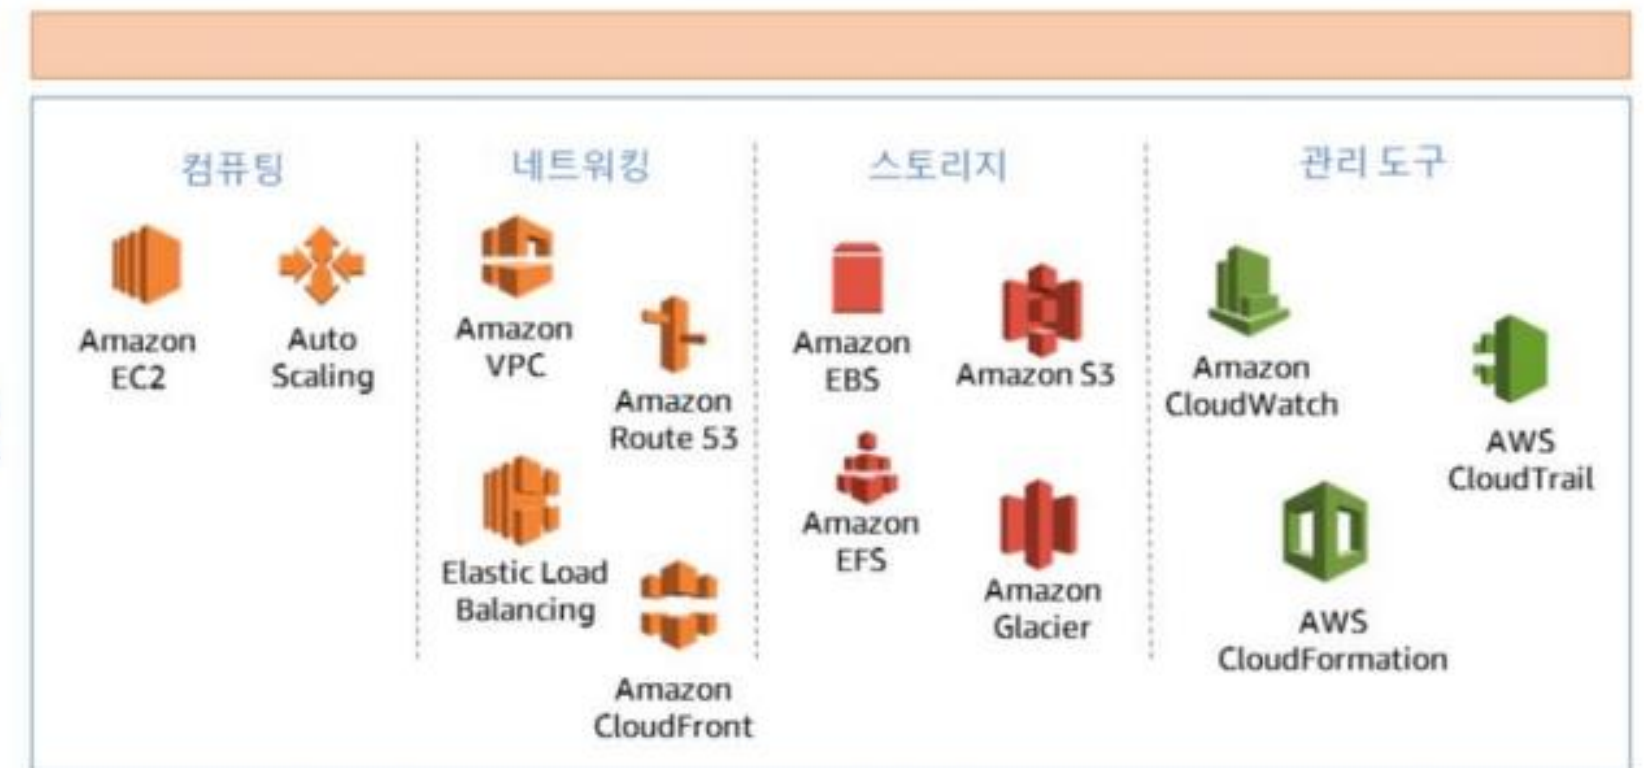 컴퓨팅
Amazon
EC2
Auto
Scaling
네트워킹
Amazon
VPC
Amazon
Route 53
Elastic Load
Balancing
Amazon
CloudFront
스토리지
Amazon
EBS
Amazon S3
Amazon
EFS
Amazon
Glacier
관리 도구
Amazon
CloudWatch
AWS
CloudTrail
AWS
CloudFormation